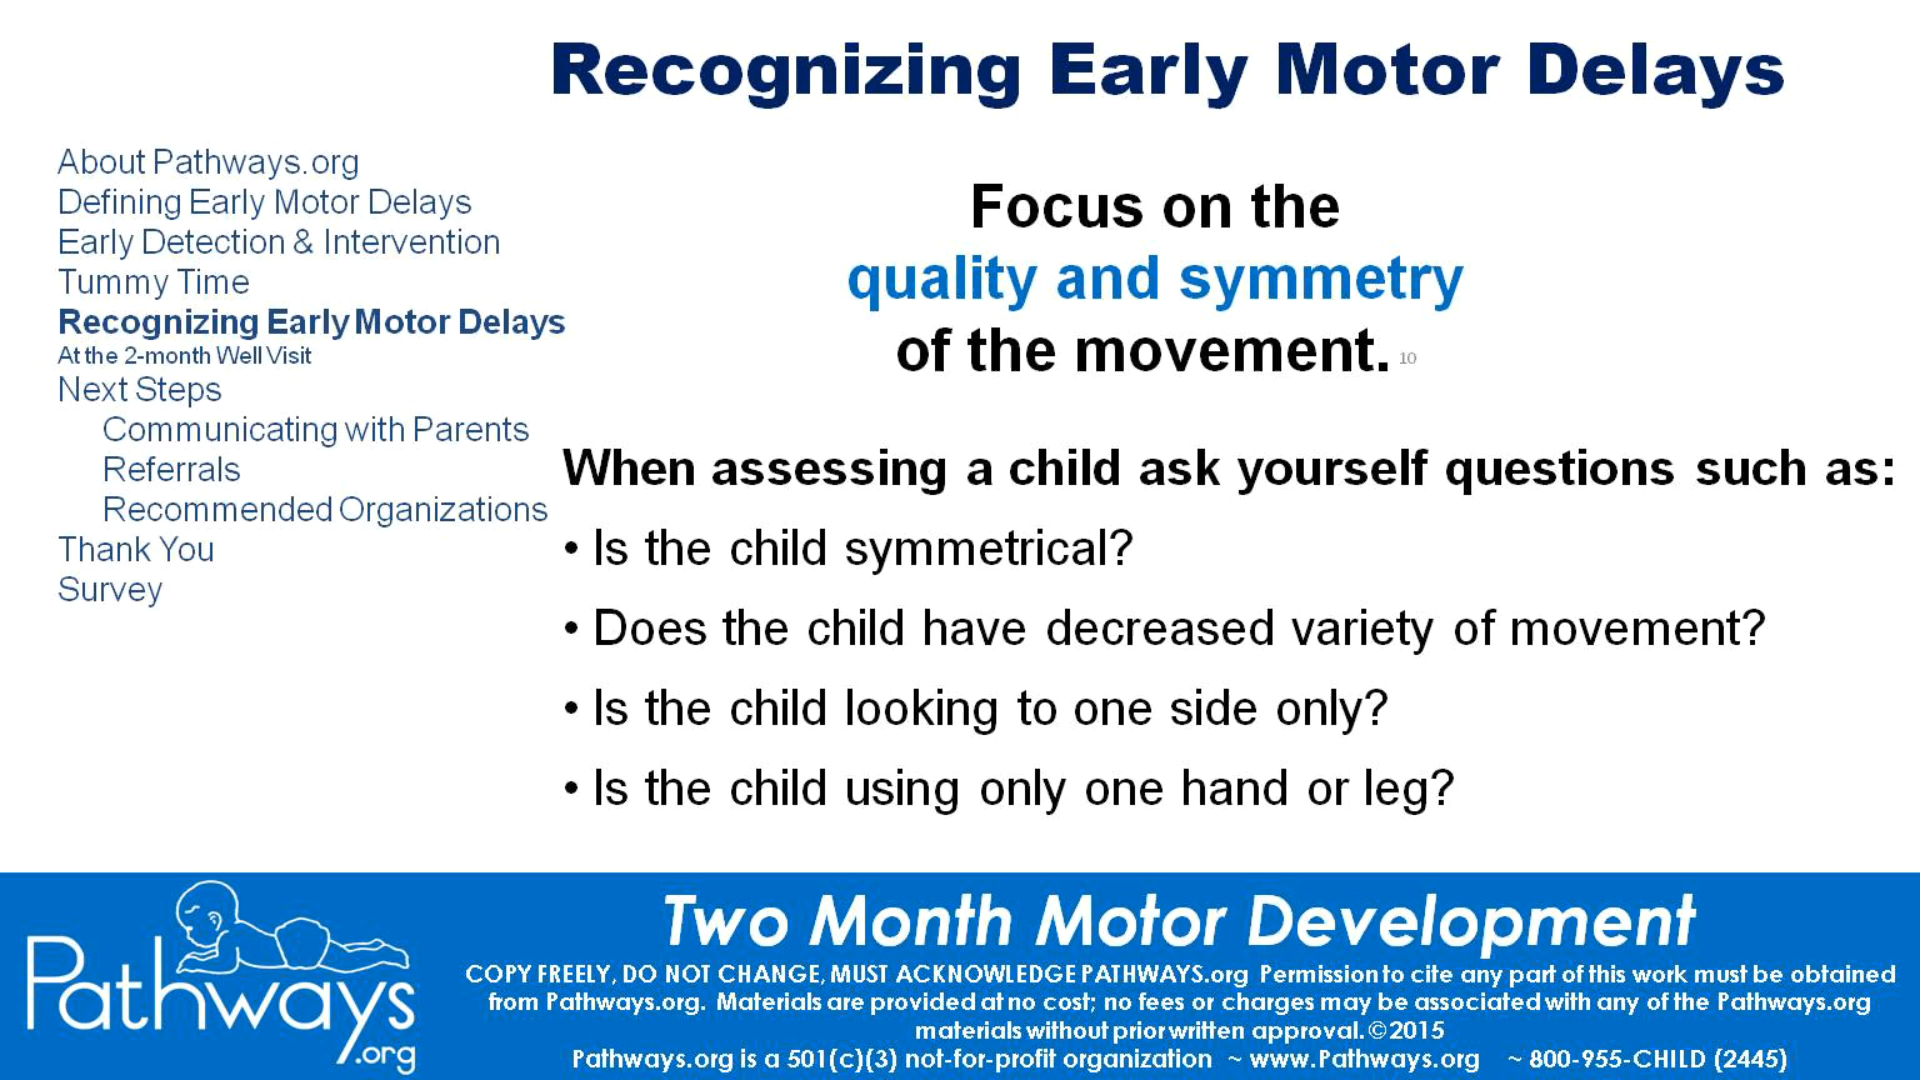 Recognizing Early Motor Delays
About Pathways.org
Defining Early Motor Delays
Early Detection & Intervention
Tummy Time
Recognizing Early Motor Delays
At the 2-month Well Visit
Next Steps
Communicating with Parents
Referrals
Recommended Organizations
Thank You
Survey
Focus on the
quality and symmetry
of the movement. 10
When assessing a child ask yourself questions such as:
• Is the child symmetrical?
• Does the child have decreased variety of movement?
• Is the child looking to one side only?
• Is the child using only one hand or leg?
Pathways
.org
Two Month Motor Development
COPY FREELY, DO NOT CHANGE, MUST ACKNOWLEDGE PATHWAYS.org Permission to cite any part of this work must be obtained
from Pathways.org. Materials are provided at no cost; no fees or charges may be associated with any of the Pathways.org
materials without prior written approval. ©2015
Pathways.org is a 501(c)(3) not-for-profit organization ~ www.Pathways.org ~ 800-955-CHILD (2445)